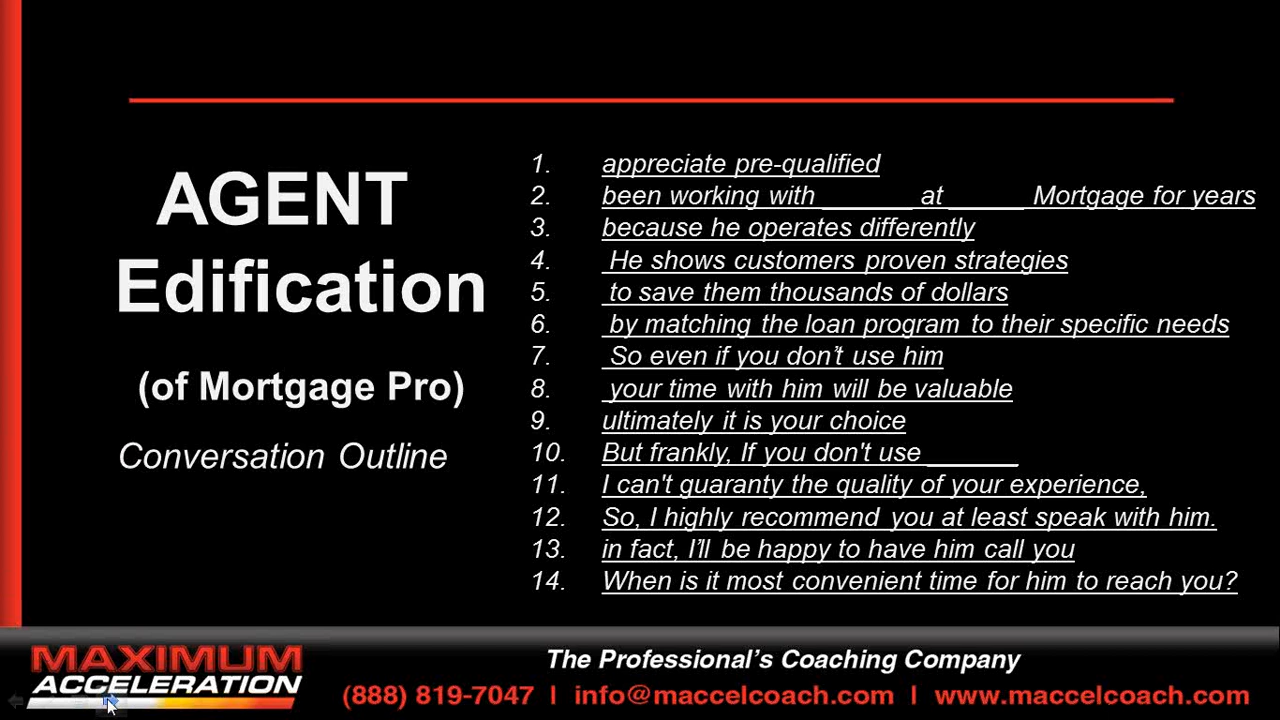 AGENT
Edification
(of Mortgage Pro)
Conversation Outline
1. appreciate pre-qualified
2. been working with ______ at _____ Mortgage for years
3. because he operates differently
4. He shows customers proven strategies
5. to save them thousands of dollars
6. by matching the loan program to their specific needs
7. So even if you don’t use him
8. your time with him will be valuable
9. ultimately it is your choice
10. But frankly, If you don't use ______
11. I can't guaranty the quality of your experience,
12. So, I highly recommend you at least speak with him.
13. in fact, I’ll be happy to have him call you
14. When is it most convenient time for him to reach you?
MAXIMUM
ACCELERATION
The Professional’s Coaching Company
(888) 819-7047 | info@maccelcoach.com | www.maccelcoach.com